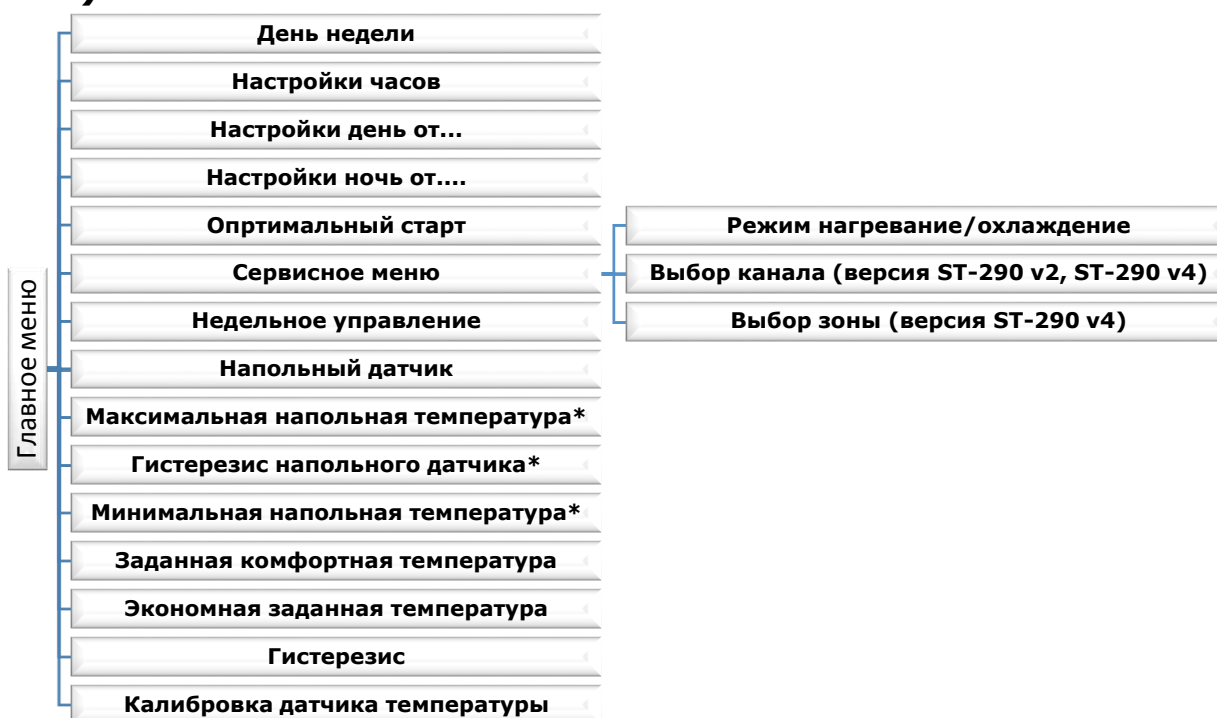 Главное меню
День недели
Настройки часов
Настройки день от...
Настройки ночь от....
Опртимальный старт
Сервисное меню
Режим нагревание/охлаждение
Выбор канала (версия ST-290 v2, ST-290 v4)
Выбор зоны (версия ST-290 v4)
Недельное управление
Напольный датчик
Максимальная напольная температура*
Гистерезис напольного датчика*
Минимальная напольная температура*
Заданная комфортная температура
Экономная заданная температура
Гистерезис
Калибровка датчика температуры